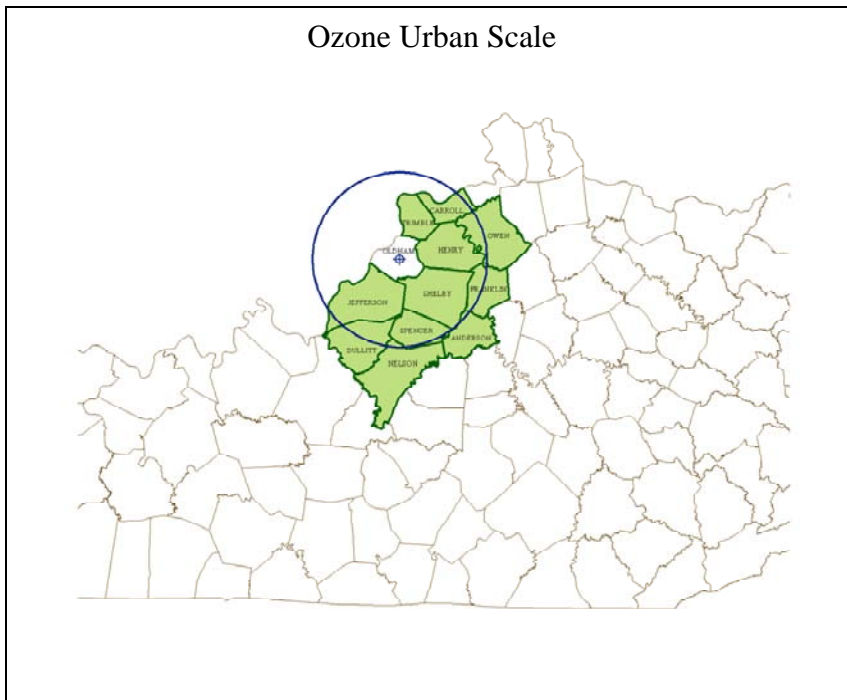 Ozone Urban Scale
CARROLL
TRIMBLE
OWEN
OLDHAM
HENRY
SHELBY
FRANKLIN
JEFFERSON
SPENCER
ANDERSON
BULLITT
NELSON